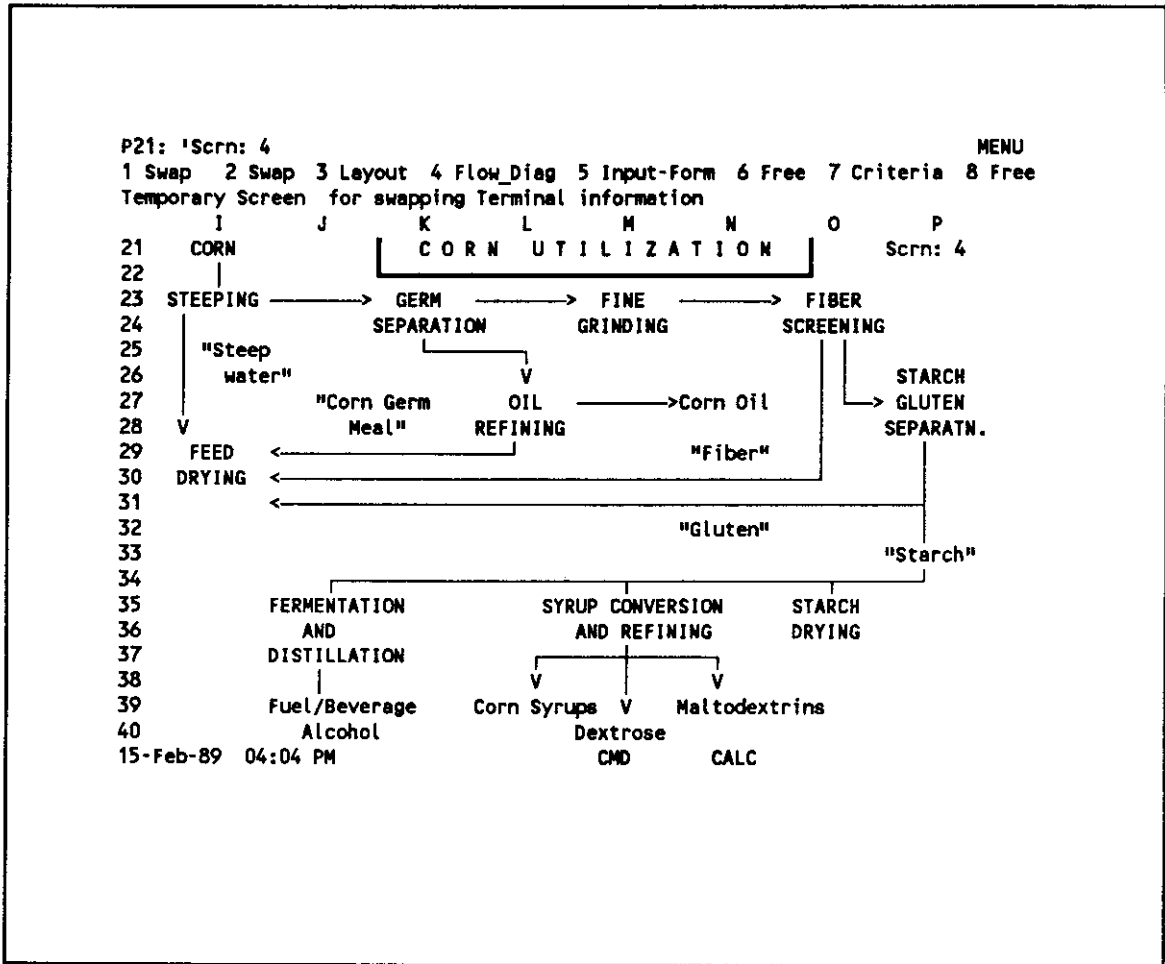 P21: 'Scrn: 4 MENU
1 Swap 2 Swap 3 Layout 4 Flow_Diag 5 Input-Form 6 Free 7 Criteria 8 Free
Temporary Screen for swapping Terminal information
I J K L M N O P
21 CORN C O R N U T I L I Z A T I O N Scrn: 4
22
23 STEEPING GERM FINE FIBER
24 SEPARATION GRINDING SCREENING
25 "Steep
26 water" V STARCH
27 "Corn Germ OIL >Corn Oil > GLUTEN
28 V Meal" REFINING SEPARATN.
29 FEED < "Fiber"
30 DRYING <
31 <
32 "Gluten"
33 "Starch"
34
35 FERMENTATION SYRUP CONVERSION STARCH
36 AND AND REFINING DRYING
37 DISTILLATION
38 V V
39 Fuel/Beverage Corn Syrups V Maltodextrins
40 Alcohol Dextrose
15-Feb-89 04:04 PM CMD CALC